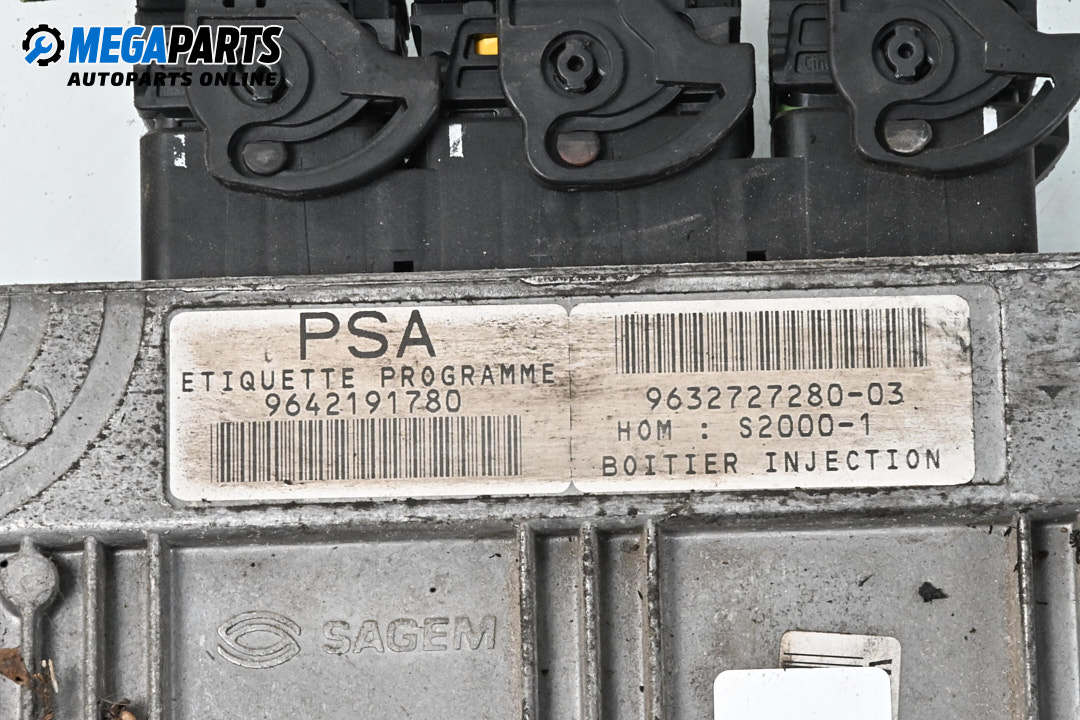 MEGAPARTS
AUTOPARTS ONLINE
PSA
ETIQUETTE PROGRAMME
9642191780
9632727280-03
HOM : S2000-1
BOITIER INJECTION
SAGEM